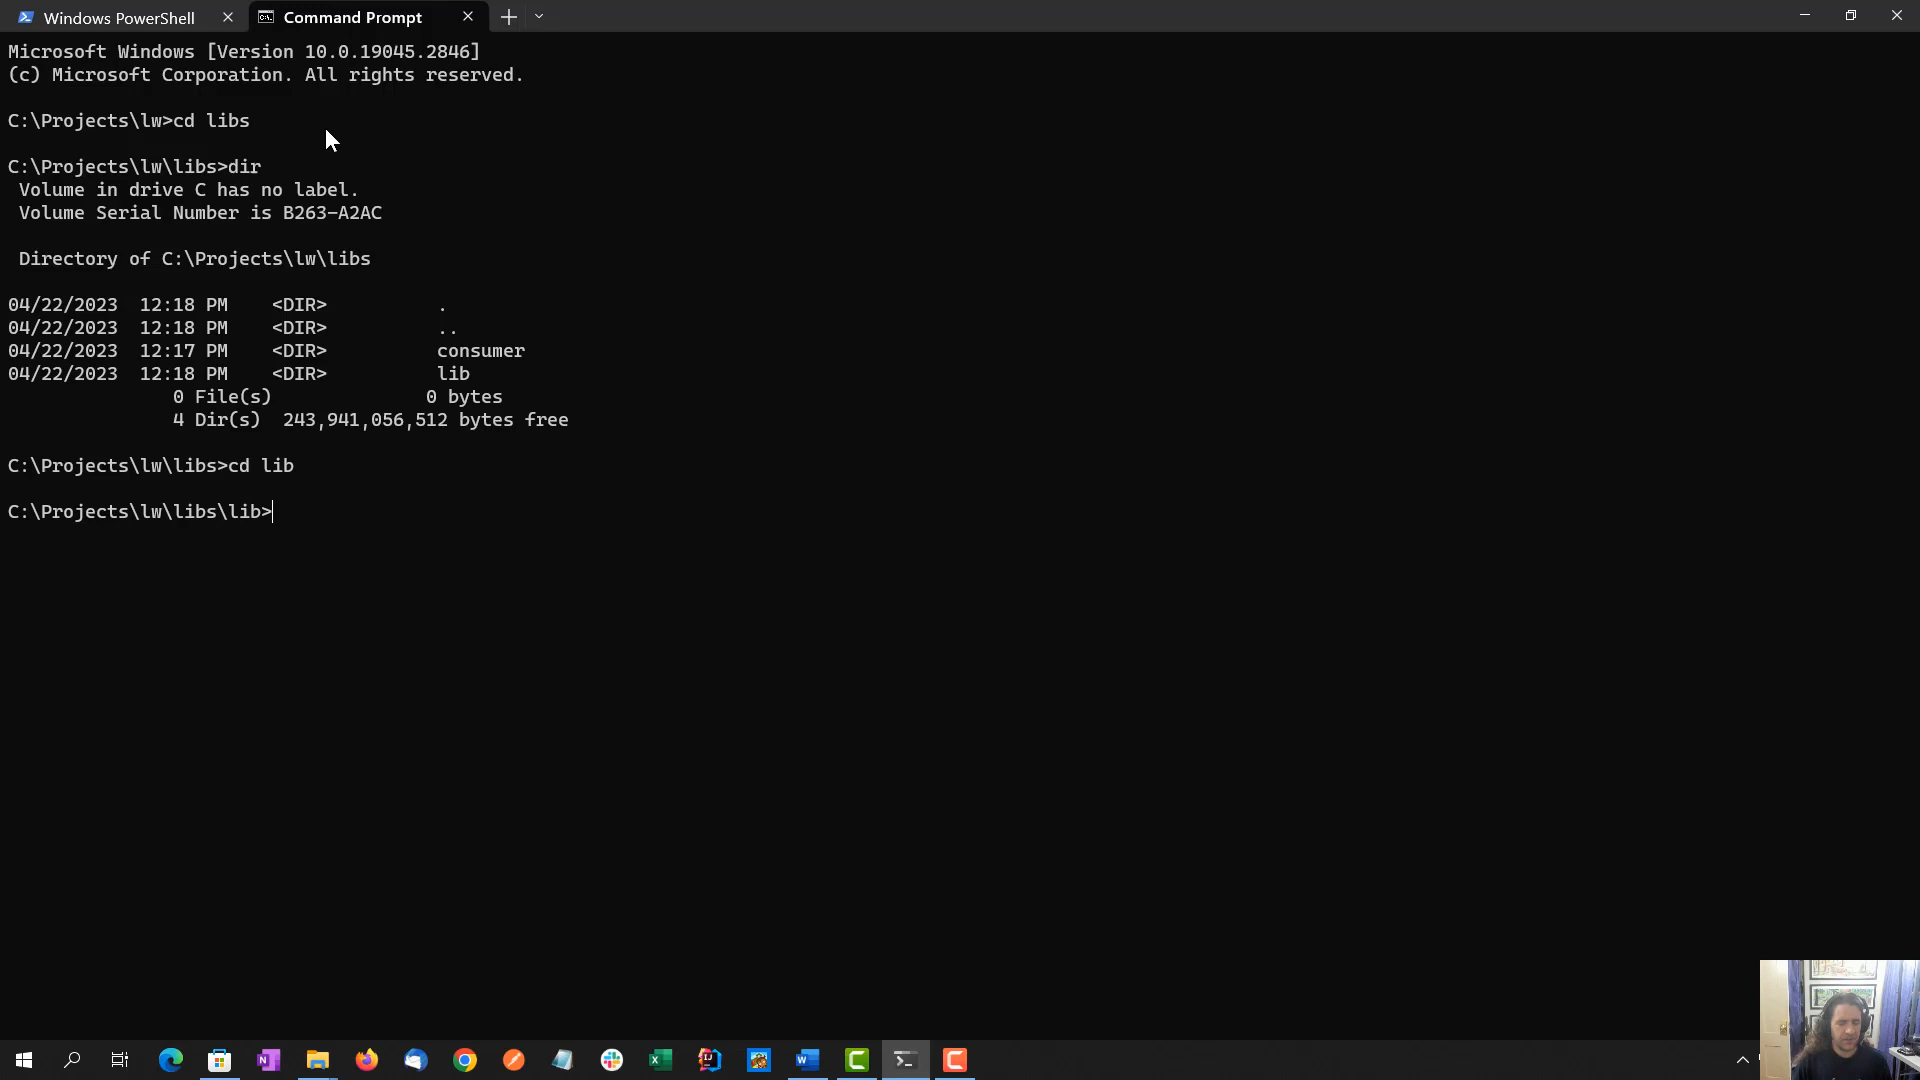 Windows PowerShell
Command Prompt
Microsoft Windows [Version 10.0.19045.2846]
(c) Microsoft Corporation. All rights reserved.
C:\Projects\lw>cd libs
C:\Projects\lw\libs>dir
Volume in drive C has no label.
Volume Serial Number is B263-A2AC
Directory of C:\Projects\lw\libs
04/22/2023  12:18 PM    <DIR>          .
04/22/2023  12:18 PM    <DIR>          ..
04/22/2023  12:17 PM    <DIR>          consumer
04/22/2023  12:18 PM    <DIR>          lib
0 File(s)              0 bytes
4 Dir(s)  243,941,056,512 bytes free
C:\Projects\lw\libs>cd lib
C:\Projects\lw\libs\lib>